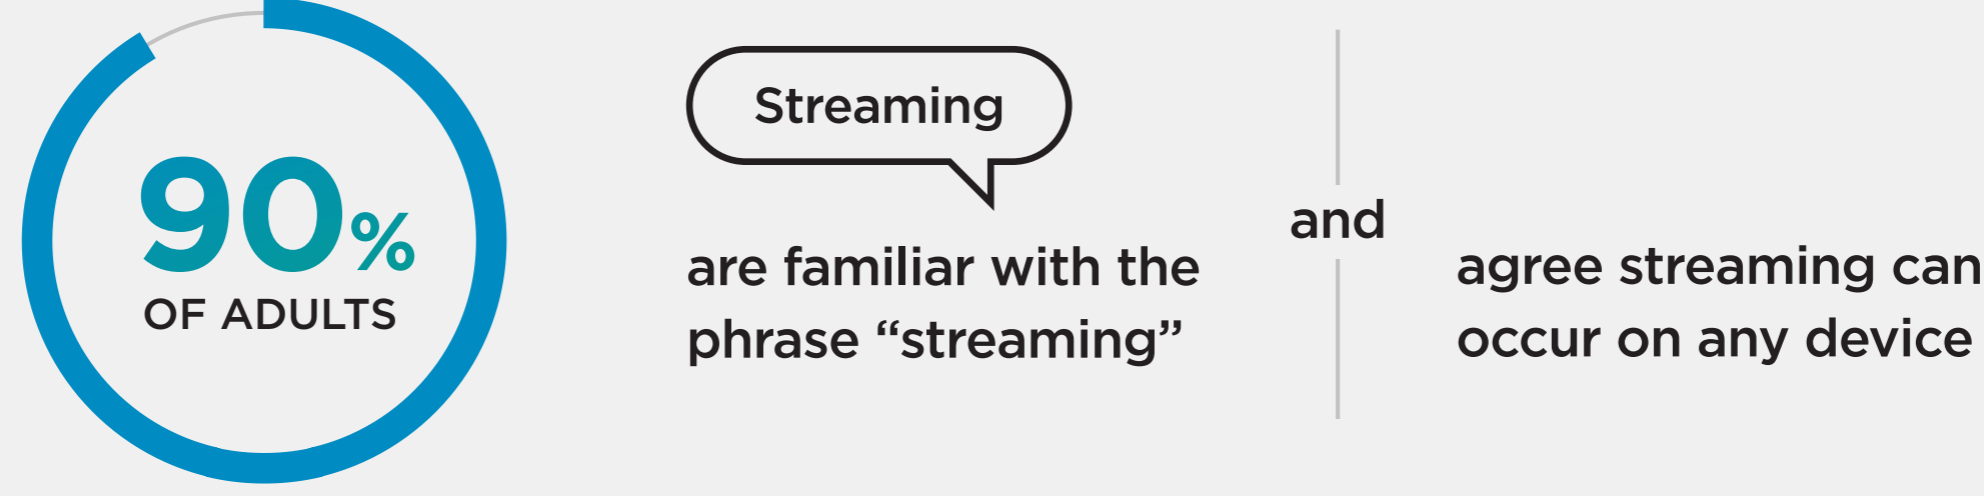 90%
OF ADULTS
Streaming
are familiar with the
phrase “streaming”
and
agree streaming can
occur on any device